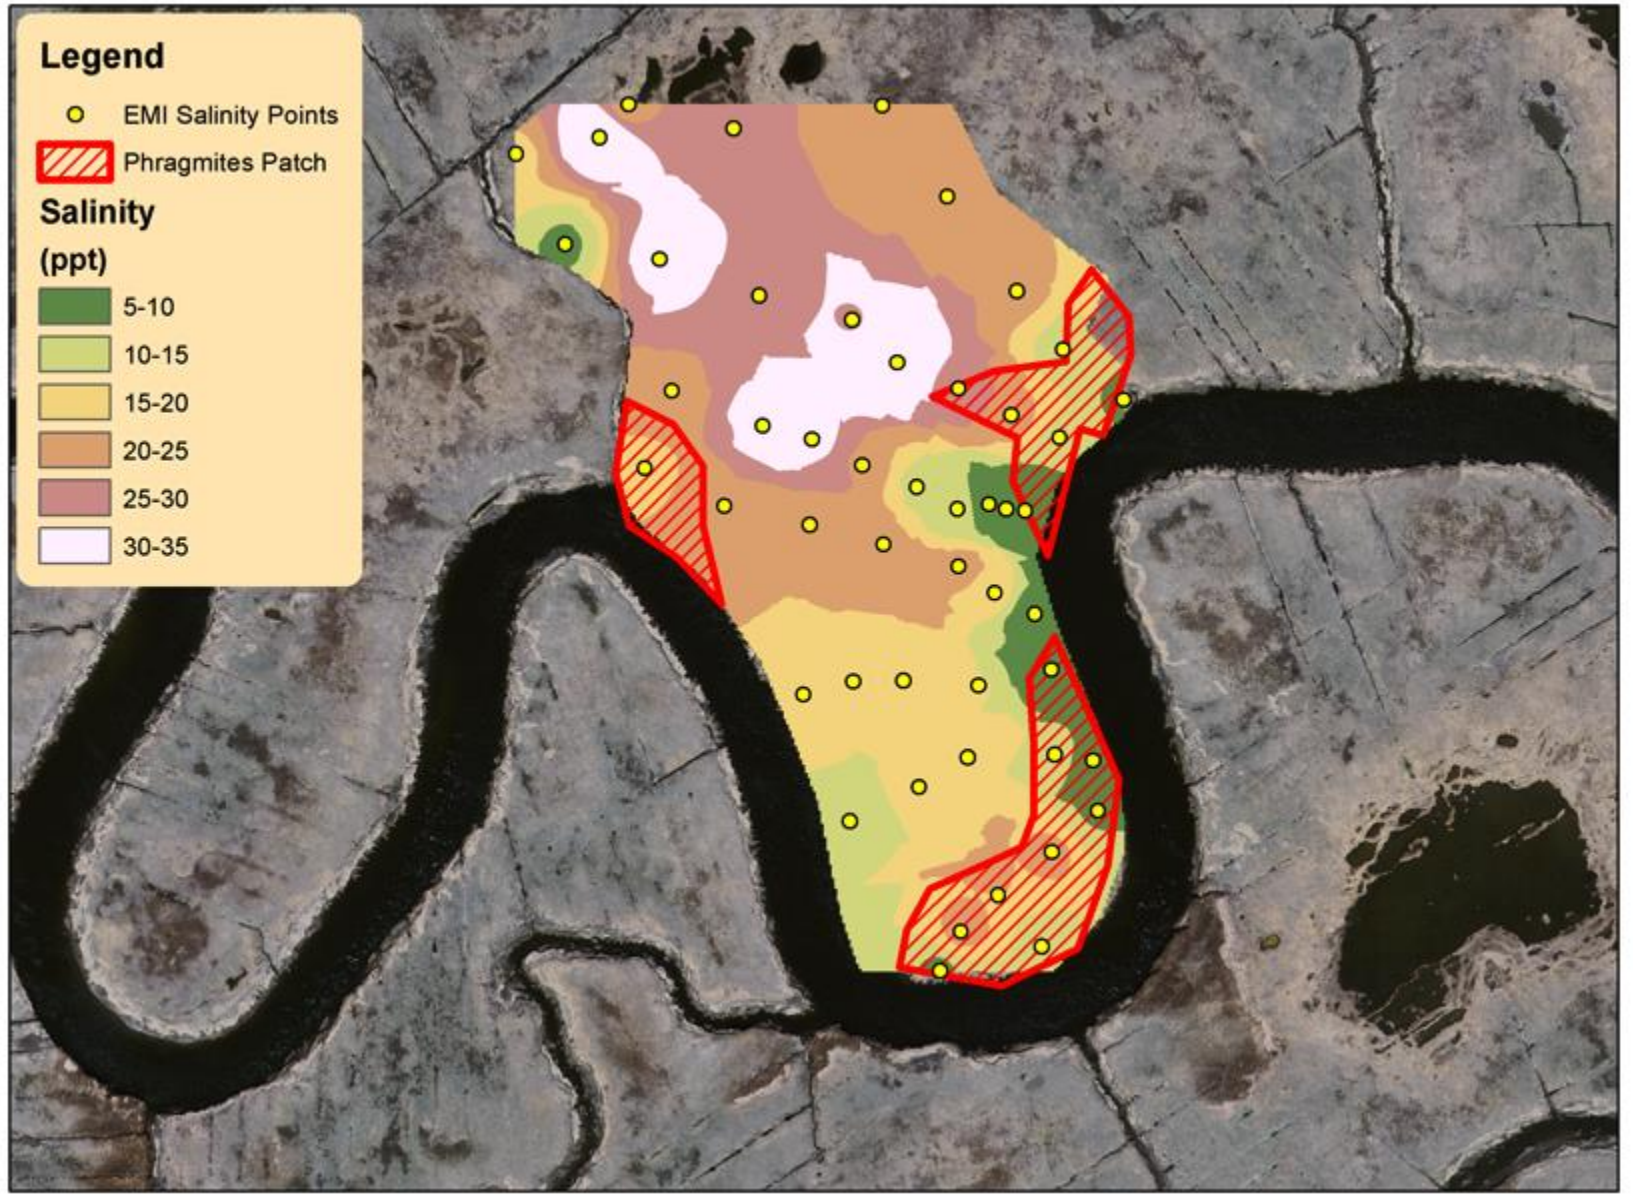 Legend
EMI Salinity Points
Phragmites Patch
Salinity
(ppt)
5-10
10-15
15-20
20-25
25-30
30-35